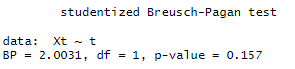 studentized Breusch-Pagan test
data:  Xt ~ t
BP = 2.0031, df = 1, p-value = 0.157